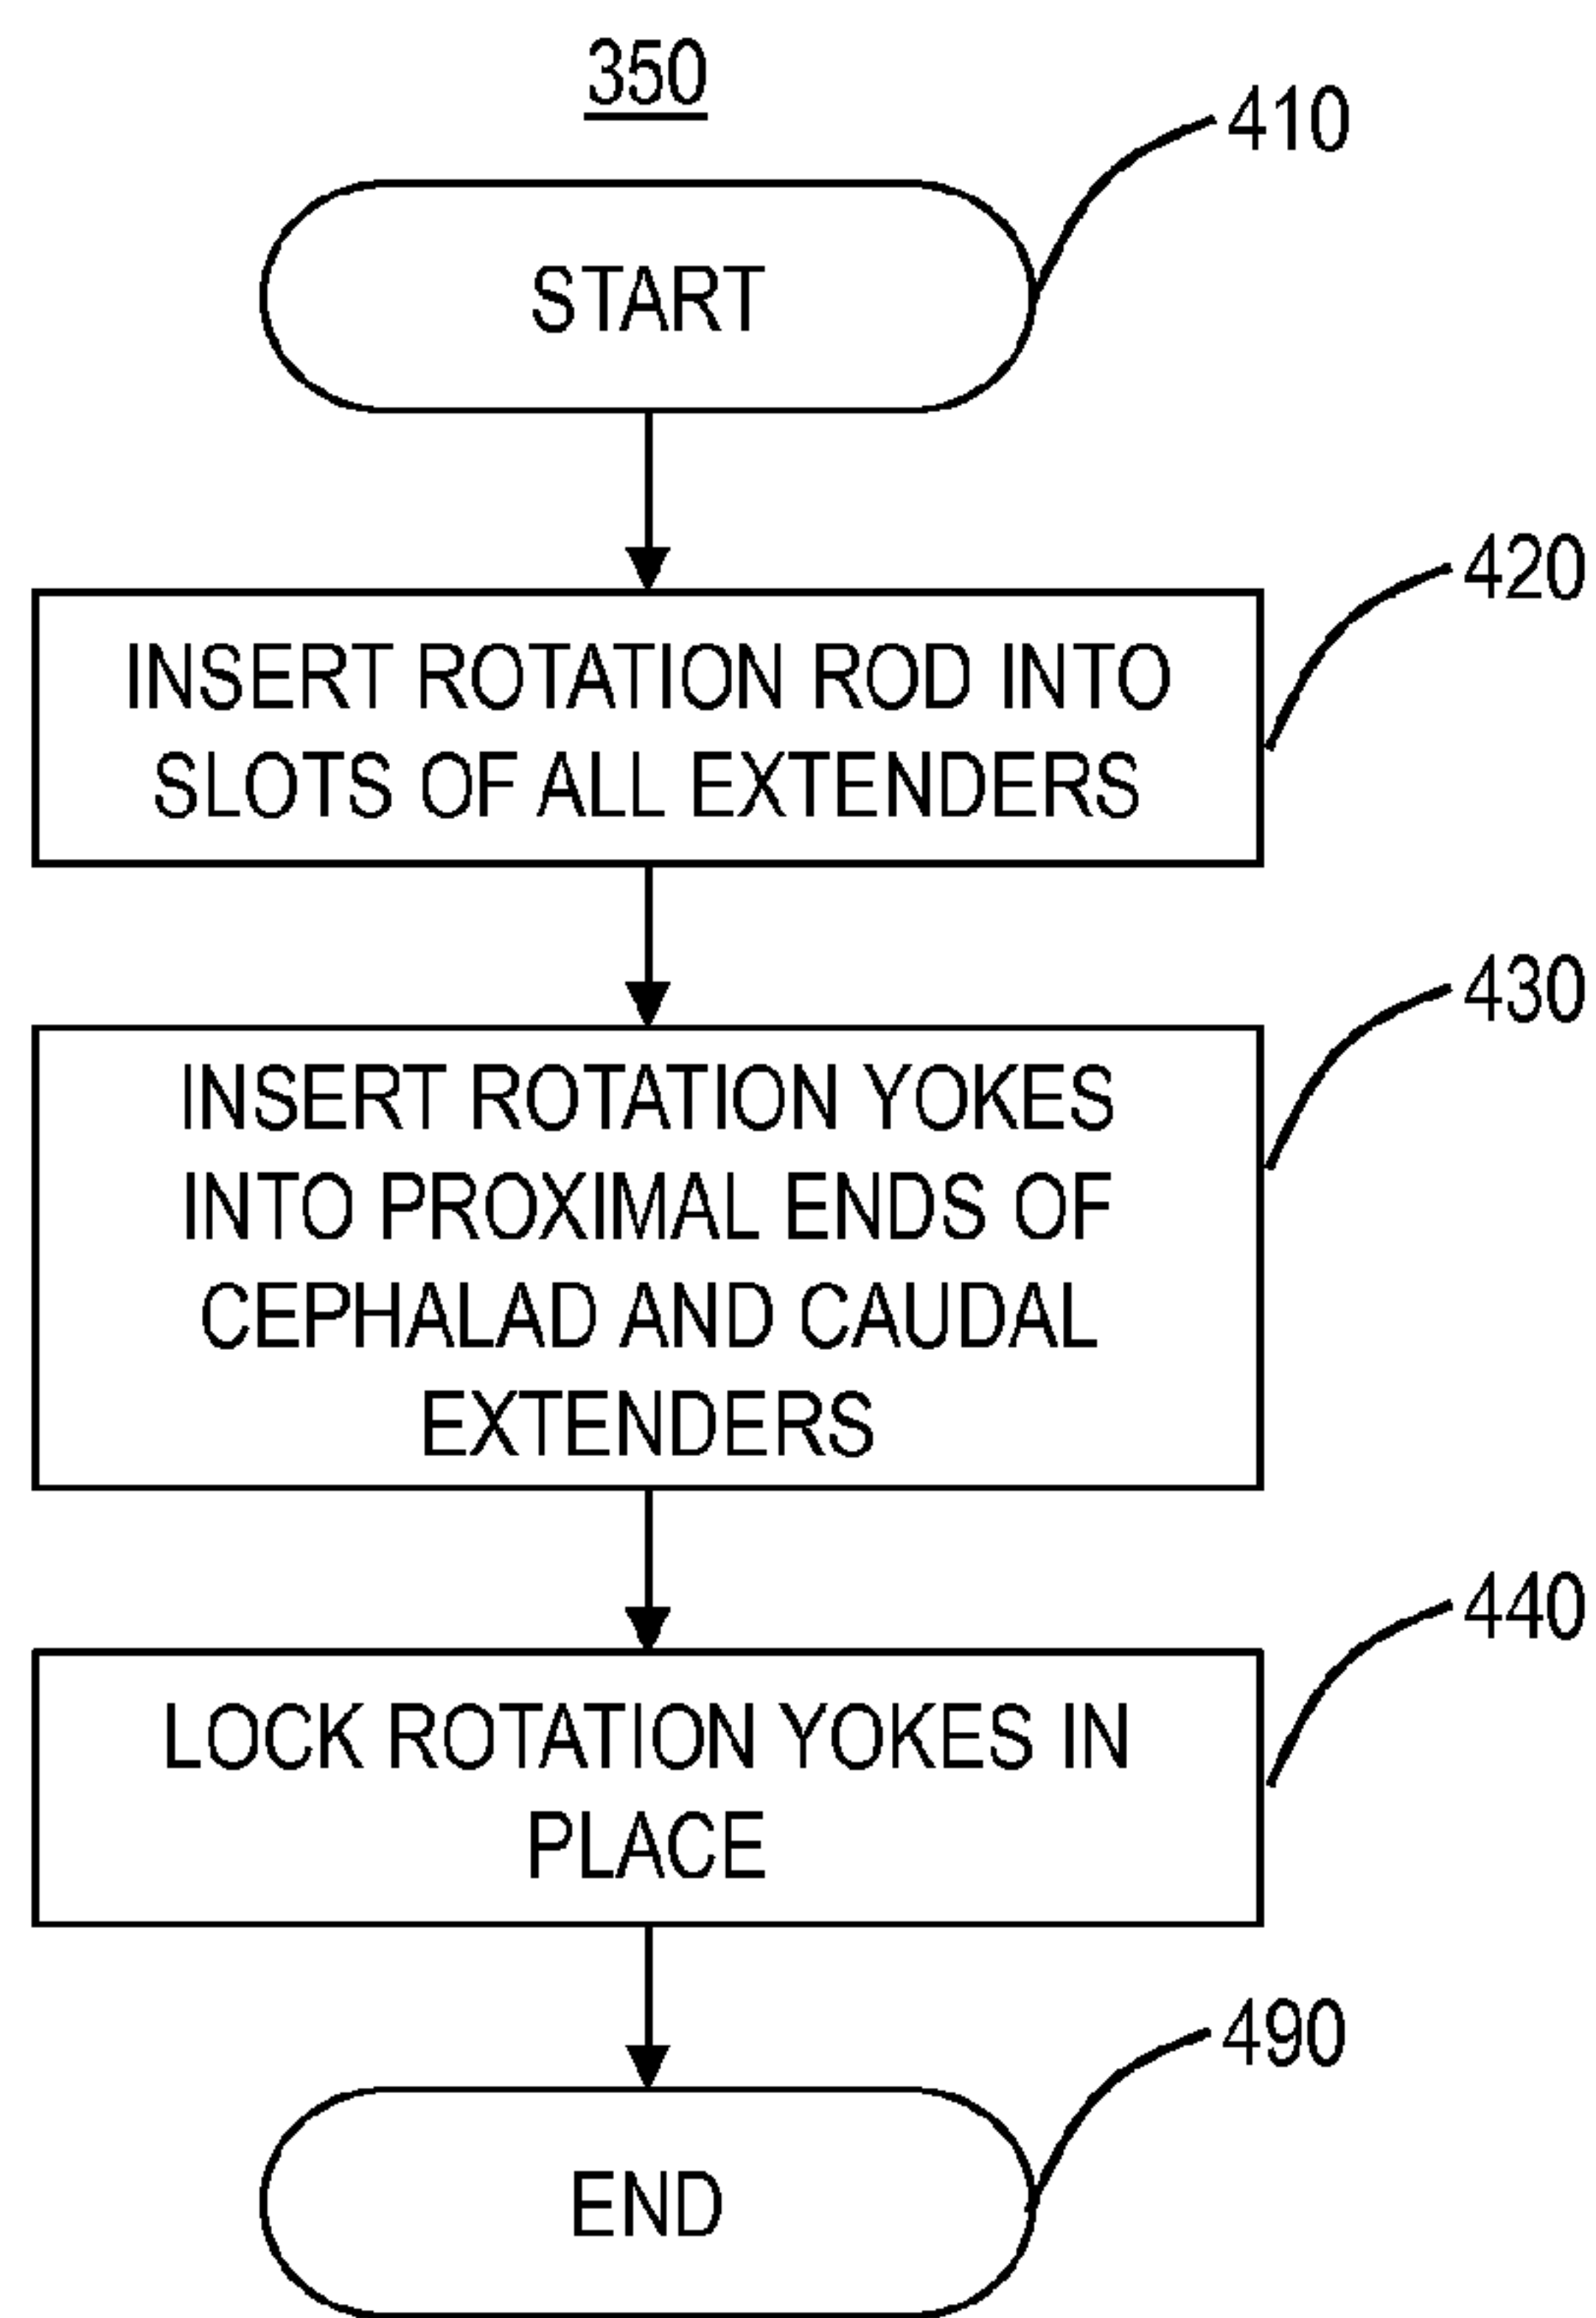 350
410
START
420
INSERT ROTATION ROD INTO
SLOTS OF ALL EXTENDERS
430
INSERT ROTATION YOKES
INTO PROXIMAL ENDS OF
CEPHALAD AND CAUDAL
EXTENDERS
440
LOCK ROTATION YOKES IN
PLACE
490
END